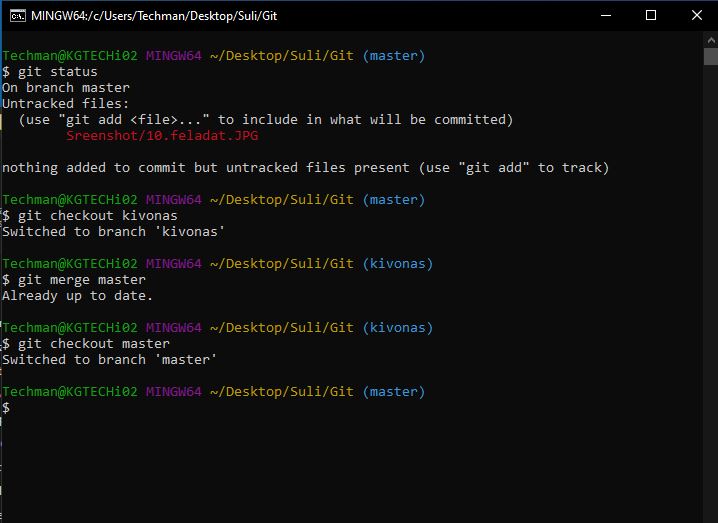 MINGW64:/c/Users/Techman/Desktop/Suli/Git
Techman@KGTECHi02 MINGW64 ~/Desktop/Suli/Git (master)
$ git status
On branch master
Untracked files:
  (use "git add <file>..." to include in what will be committed)
        Sreenshot/10.feladat.JPG
nothing added to commit but untracked files present (use "git add" to track)
Techman@KGTECHi02 MINGW64 ~/Desktop/Suli/Git (master)
$ git checkout kivonas
Switched to branch 'kivonas'
Techman@KGTECHi02 MINGW64 ~/Desktop/Suli/Git (kivonas)
$ git merge master
Already up to date.
Techman@KGTECHi02 MINGW64 ~/Desktop/Suli/Git (kivonas)
$ git checkout master
Switched to branch 'master'
Techman@KGTECHi02 MINGW64 ~/Desktop/Suli/Git (master)
$